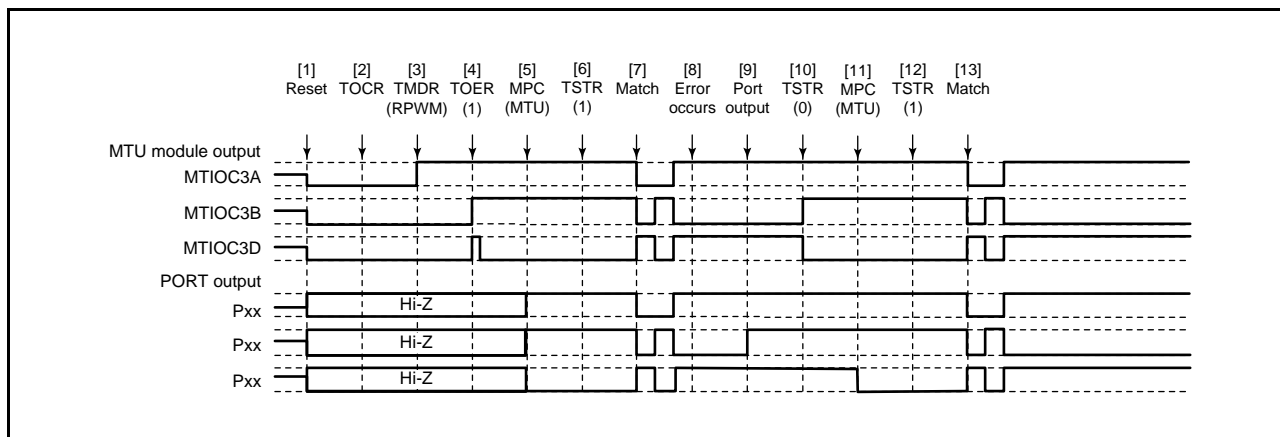 [1] [2] [3] [4] [5] [6] [7] [8] [9] [10] [11] [12] [13]
Reset TOCR TMDR TOER MPC TSTR Match Error Port TSTR MPC TSTR Match
(RPWM) (1) (MTU) (1) occurs output (0) (MTU) (1)
MTU module output
MTIOC3A
MTIOC3B
MTIOC3D
PORT output
Pxx Hi-Z
Pxx Hi-Z
Pxx Hi-Z